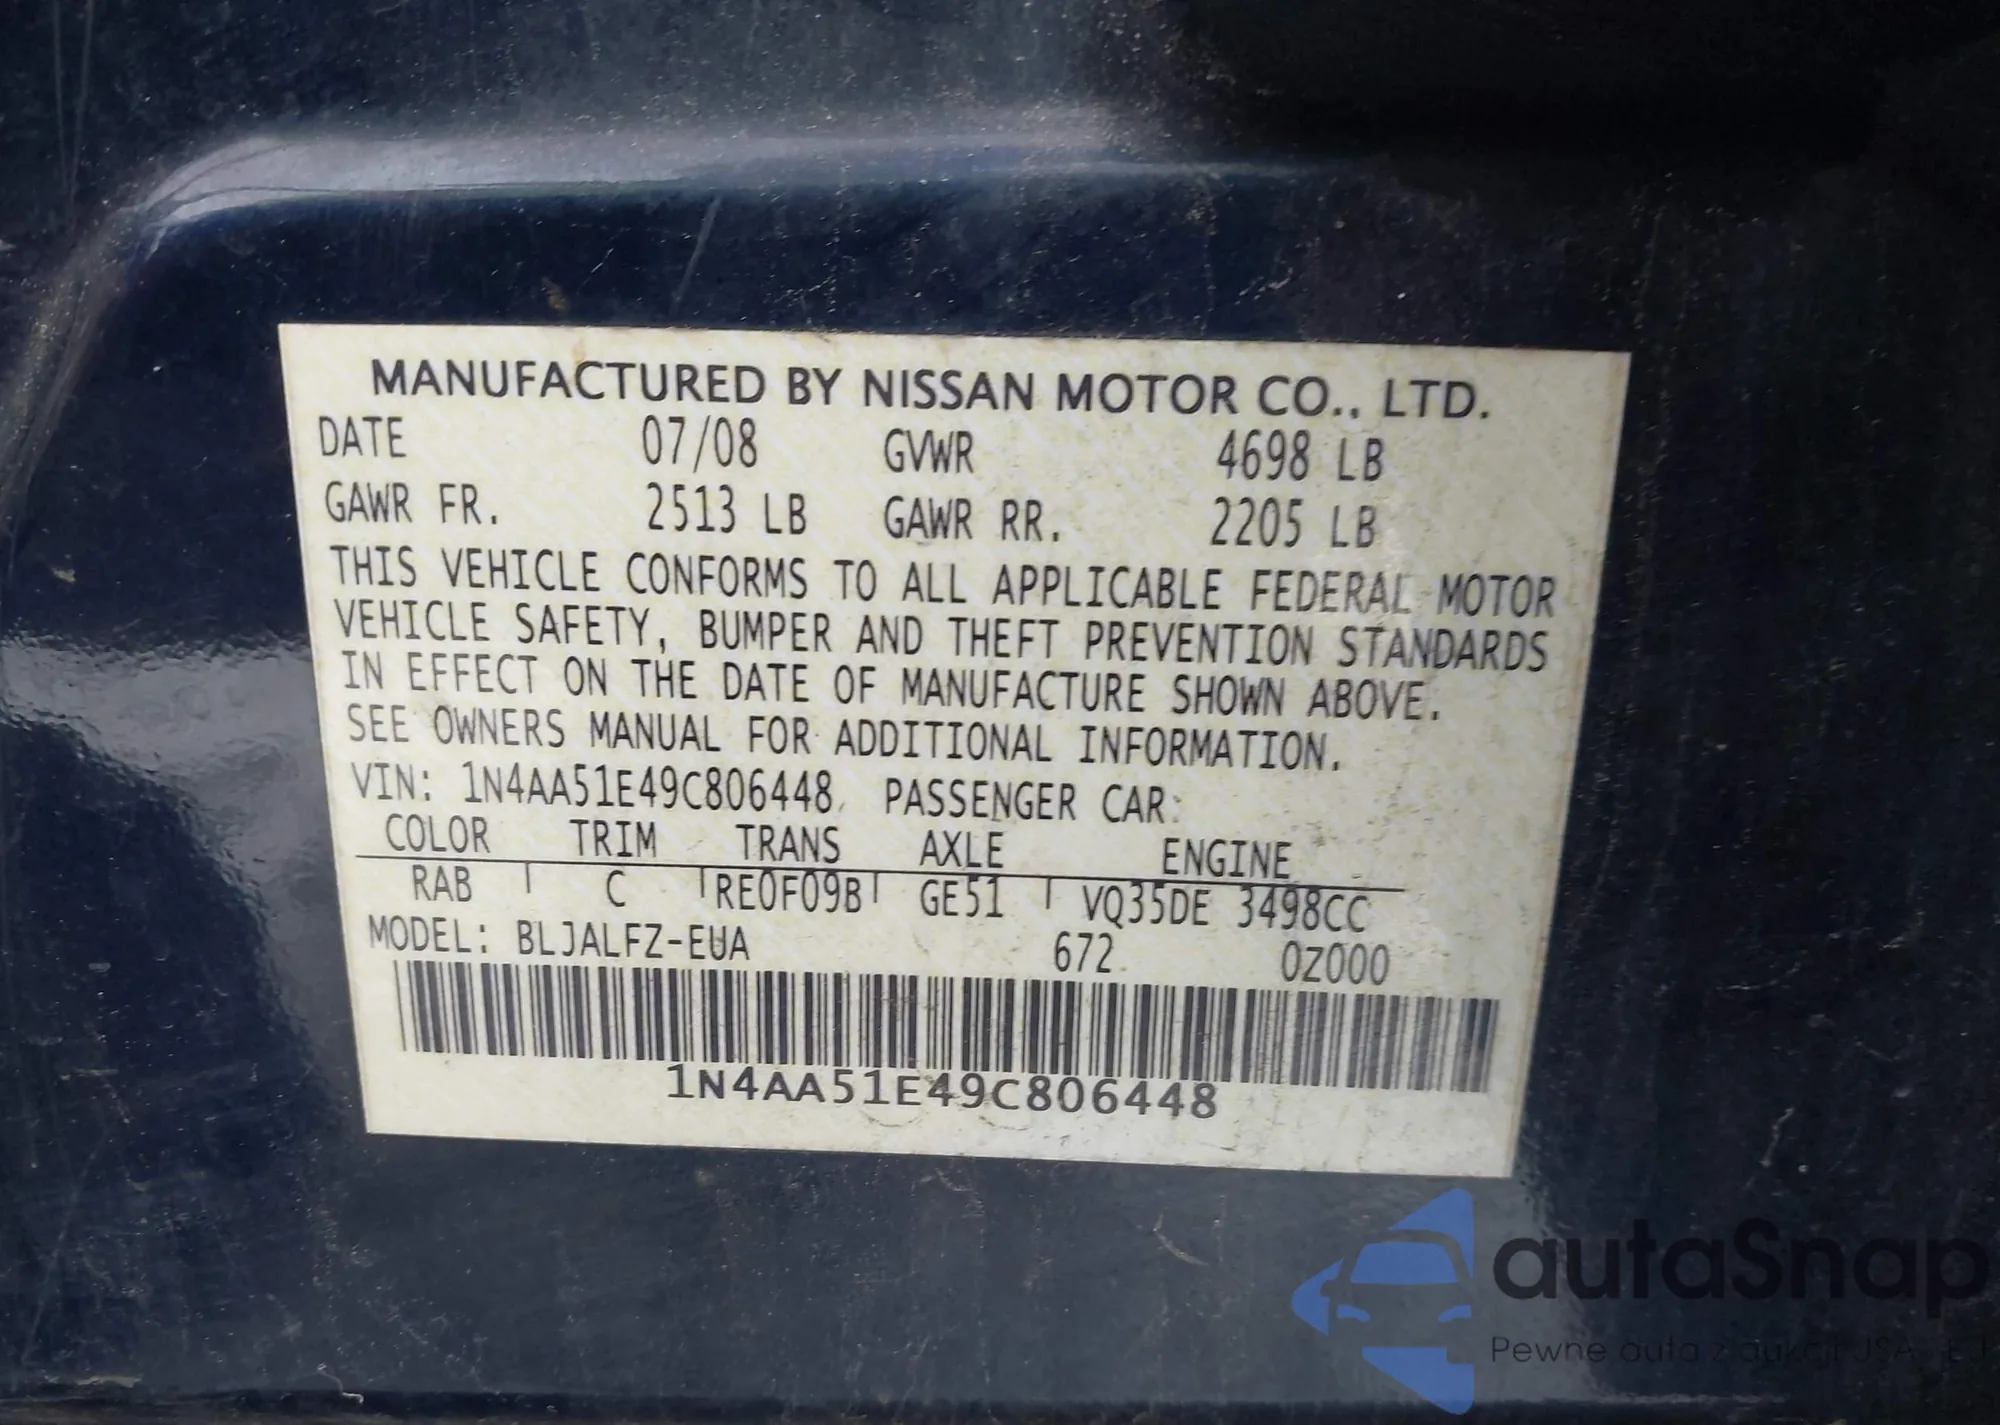 MANUFACTURED BY NISSAN MOTOR CO., LTD.
DATE 07/08 GVWR 4698 LB
GAWR FR. 2513 LB GAWR RR. 2205 LB
THIS VEHICLE CONFORMS TO ALL APPLICABLE FEDERAL MOTOR
VEHICLE SAFETY, BUMPER AND THEFT PREVENTION STANDARDS
IN EFFECT ON THE DATE OF MANUFACTURE SHOWN ABOVE.
SEE OWNERS MANUAL FOR ADDITIONAL INFORMATION.
VIN: 1N4AA51E49C806448 PASSENGER CAR
COLOR TRIM TRANS AXLE ENGINE
RAB C RE0F09B GE51 VQ35DE 3498CC
MODEL: BLJALFZ-EUA 672 0Z000
1N4AA51E49C806448
autaSnap
Pewne auta z aukcji